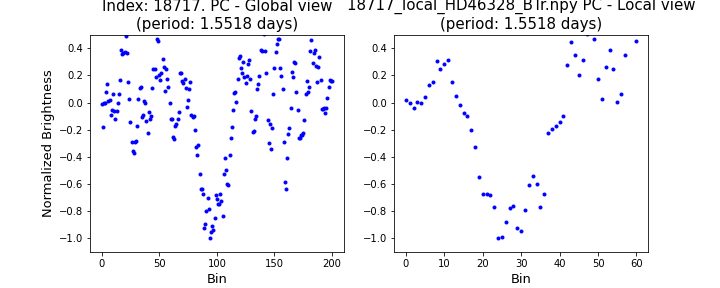 Index: 18717. PC - Global view
(period: 1.5518 days)
18717_local_HD46328_BTr.npy PC - Local view
(period: 1.5518 days)
Normalized Brightness
0.4
0.2
0.0
−0.2
−0.4
−0.6
−0.8
−1.0
0 50 100 150 200
Bin
0.4
0.2
0.0
−0.2
−0.4
−0.6
−0.8
−1.0
0 10 20 30 40 50 60
Bin